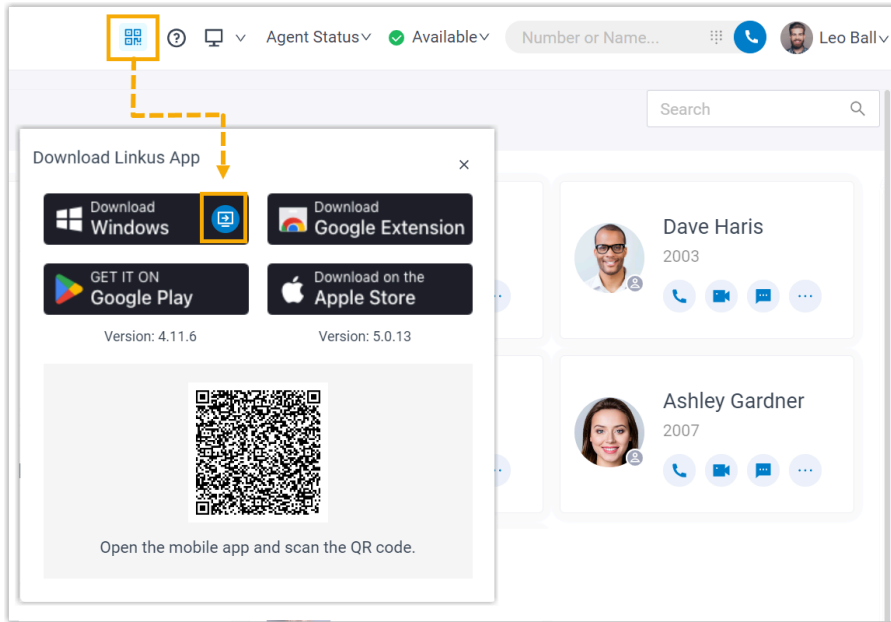 Agent Status
Available
Number or Name...
Leo Ball
Search
Download Linkus App
Download
Windows
Download
Google Extension
GET IT ON
Google Play
Download on the
Apple Store
Version: 4.11.6
Version: 5.0.13
Open the mobile app and scan the QR code.
Dave Haris
2003
Ashley Gardner
2007